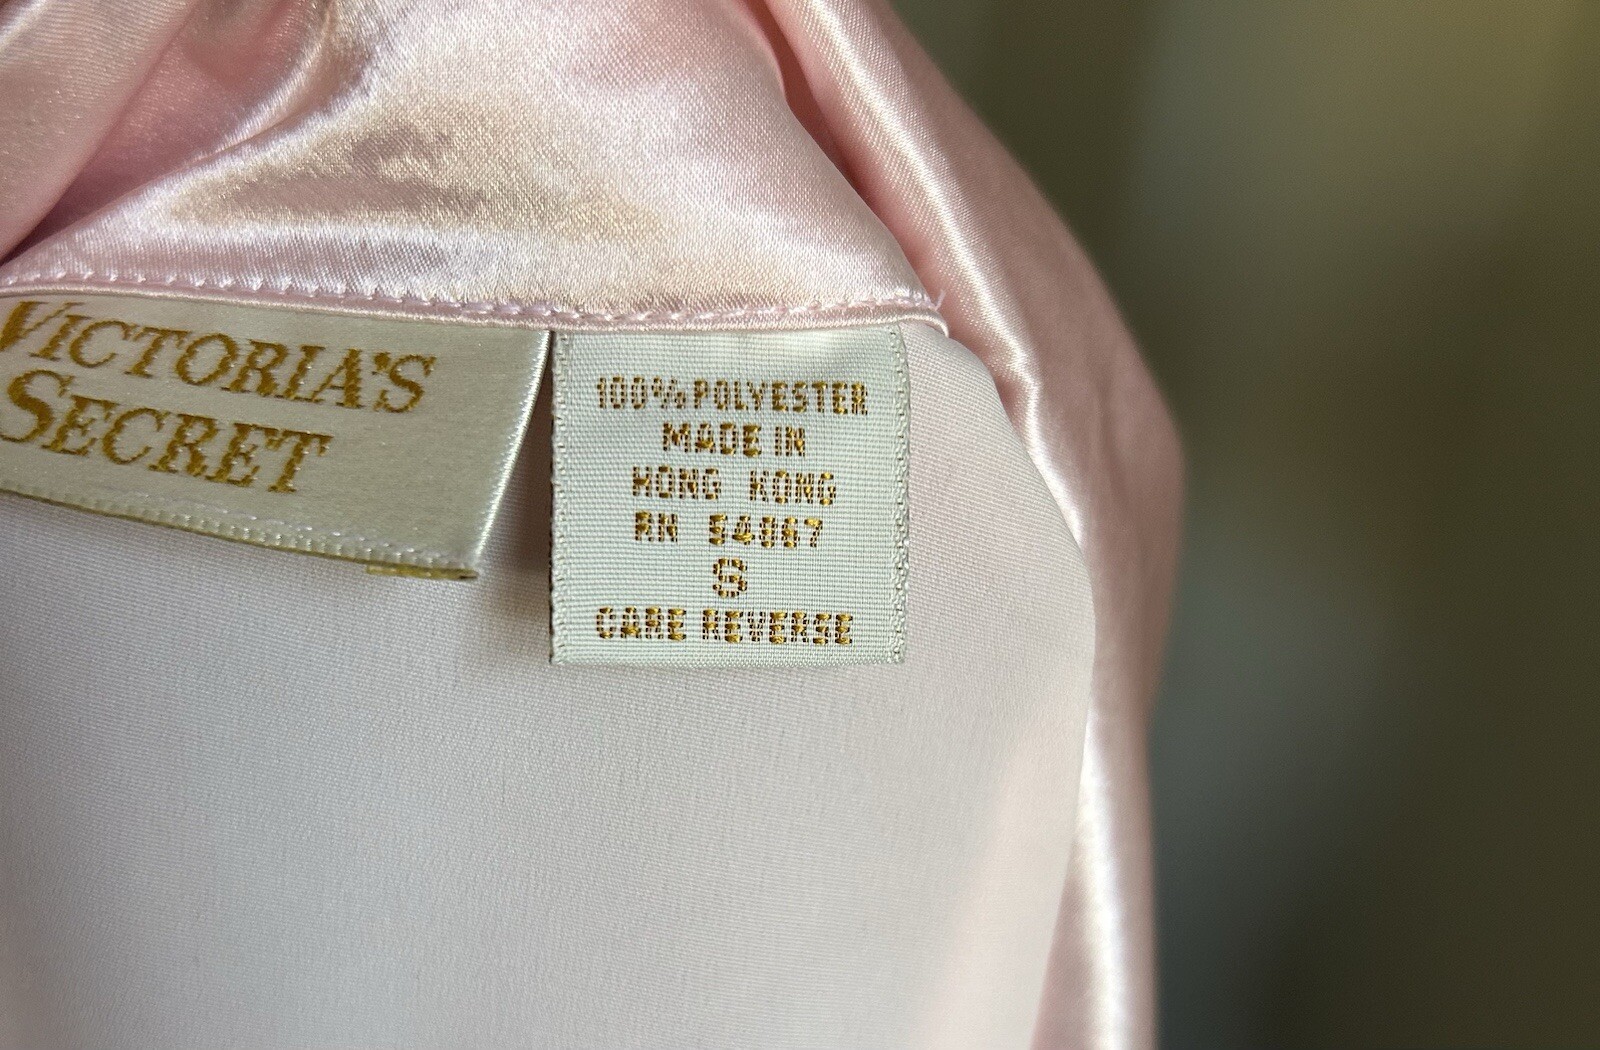 VICTORIA'S
SECRET
100% POLYESTER
MADE IN
HONG KONG
RN 54867
S
CARE REVERSE